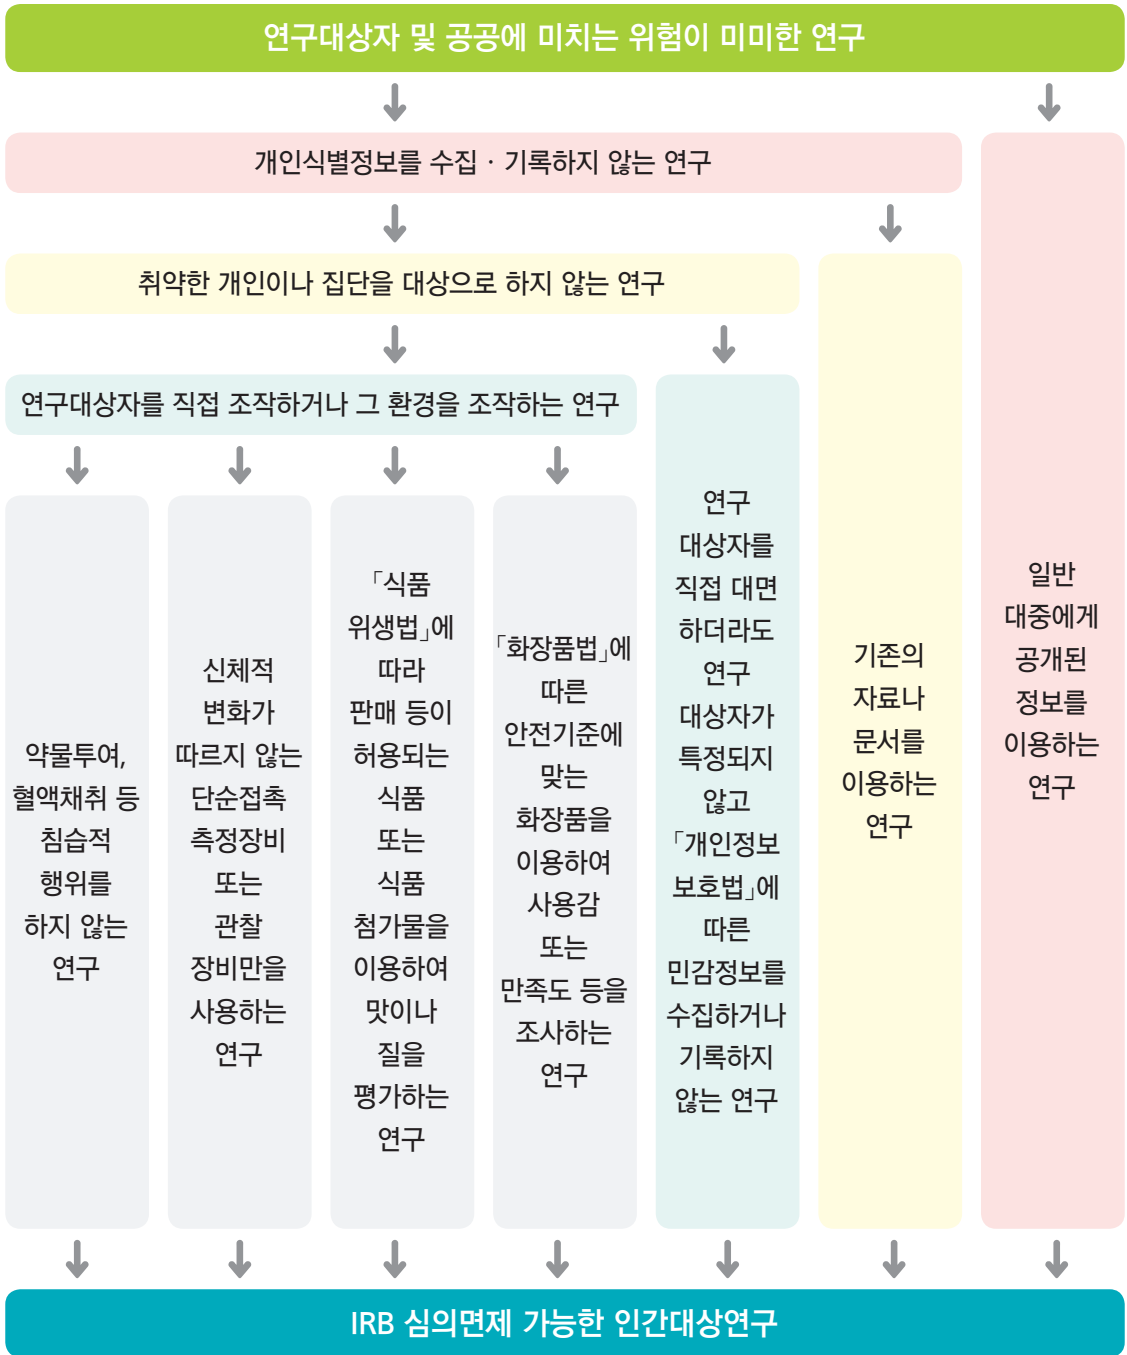 연구대상자 및 공공에 미치는 위험이 미미한 연구
개인식별정보를 수집 · 기록하지 않는 연구
취약한 개인이나 집단을 대상으로 하지 않는 연구
연구대상자를 직접 조작하거나 그 환경을 조작하는 연구
약물투여,
혈액채취 등
침습적
행위를
하지 않는
연구
신체적
변화가
따르지 않는
단순접촉
측정장비
또는
관찰
장비만을
사용하는
연구
「식품
위생법」에
따라
판매 등이
허용되는
식품
또는
식품
첨가물을
이용하여
맛이나
질을
평가하는
연구
「화장품법」에
따른
안전기준에
맞는
화장품을
이용하여
사용감
또는
만족도 등을
조사하는
연구
연구
대상자를
직접 대면
하더라도
연구
대상자가
특정되지
않고
「개인정보
보호법」에
따른
민감정보를
수집하거나
기록하지
않는 연구
기존의
자료나
문서를
이용하는
연구
일반
대중에게
공개된
정보를
이용하는
연구
IRB 심의면제 가능한 인간대상연구